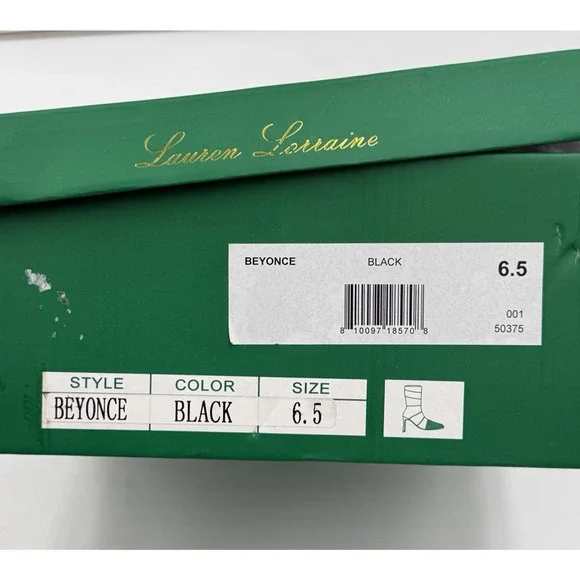 Lauren Lorraine
BEYONCE BLACK 6.5
8 10097 18570 8
001
50375
STYLE COLOR SIZE
BEYONCE BLACK 6.5